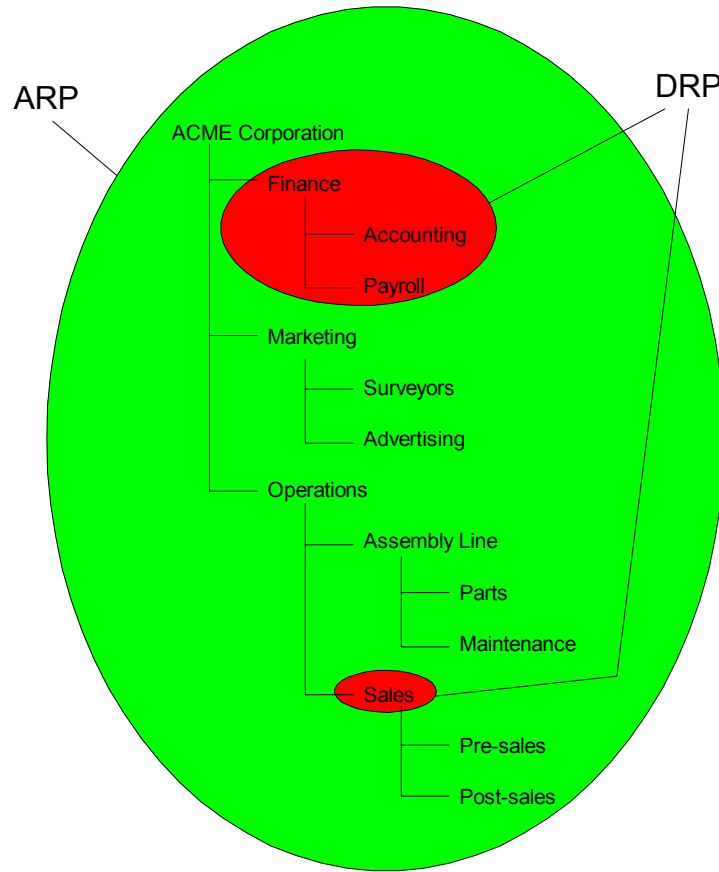 ARP
DRP
ACME Corporation
Finance
Accounting
Payroll
Marketing
Surveyors
Advertising
Operations
Assembly Line
Parts
Maintenance
Sales
Pre-sales
Post-sales